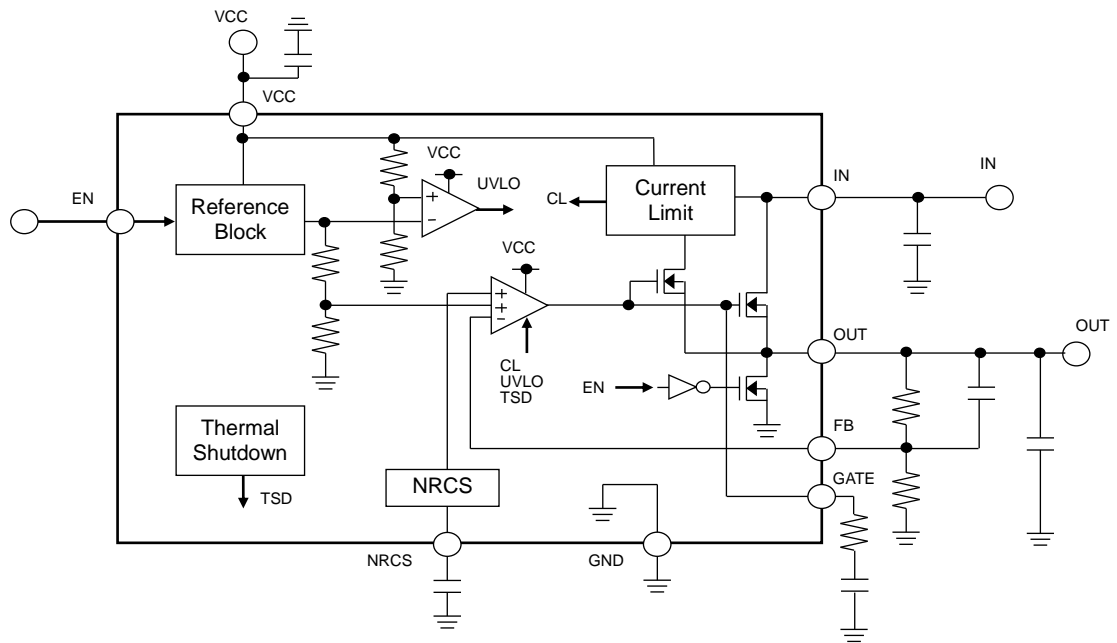 VCC
VCC
VCC
UVLO
EN
Reference
Block
CL
Current
Limit
IN
IN
+
−
VCC
+
+
−
OUT
OUT
CL
UVLO
TSD
EN
FB
Thermal
Shutdown
TSD
NRCS
GATE
NRCS
GND